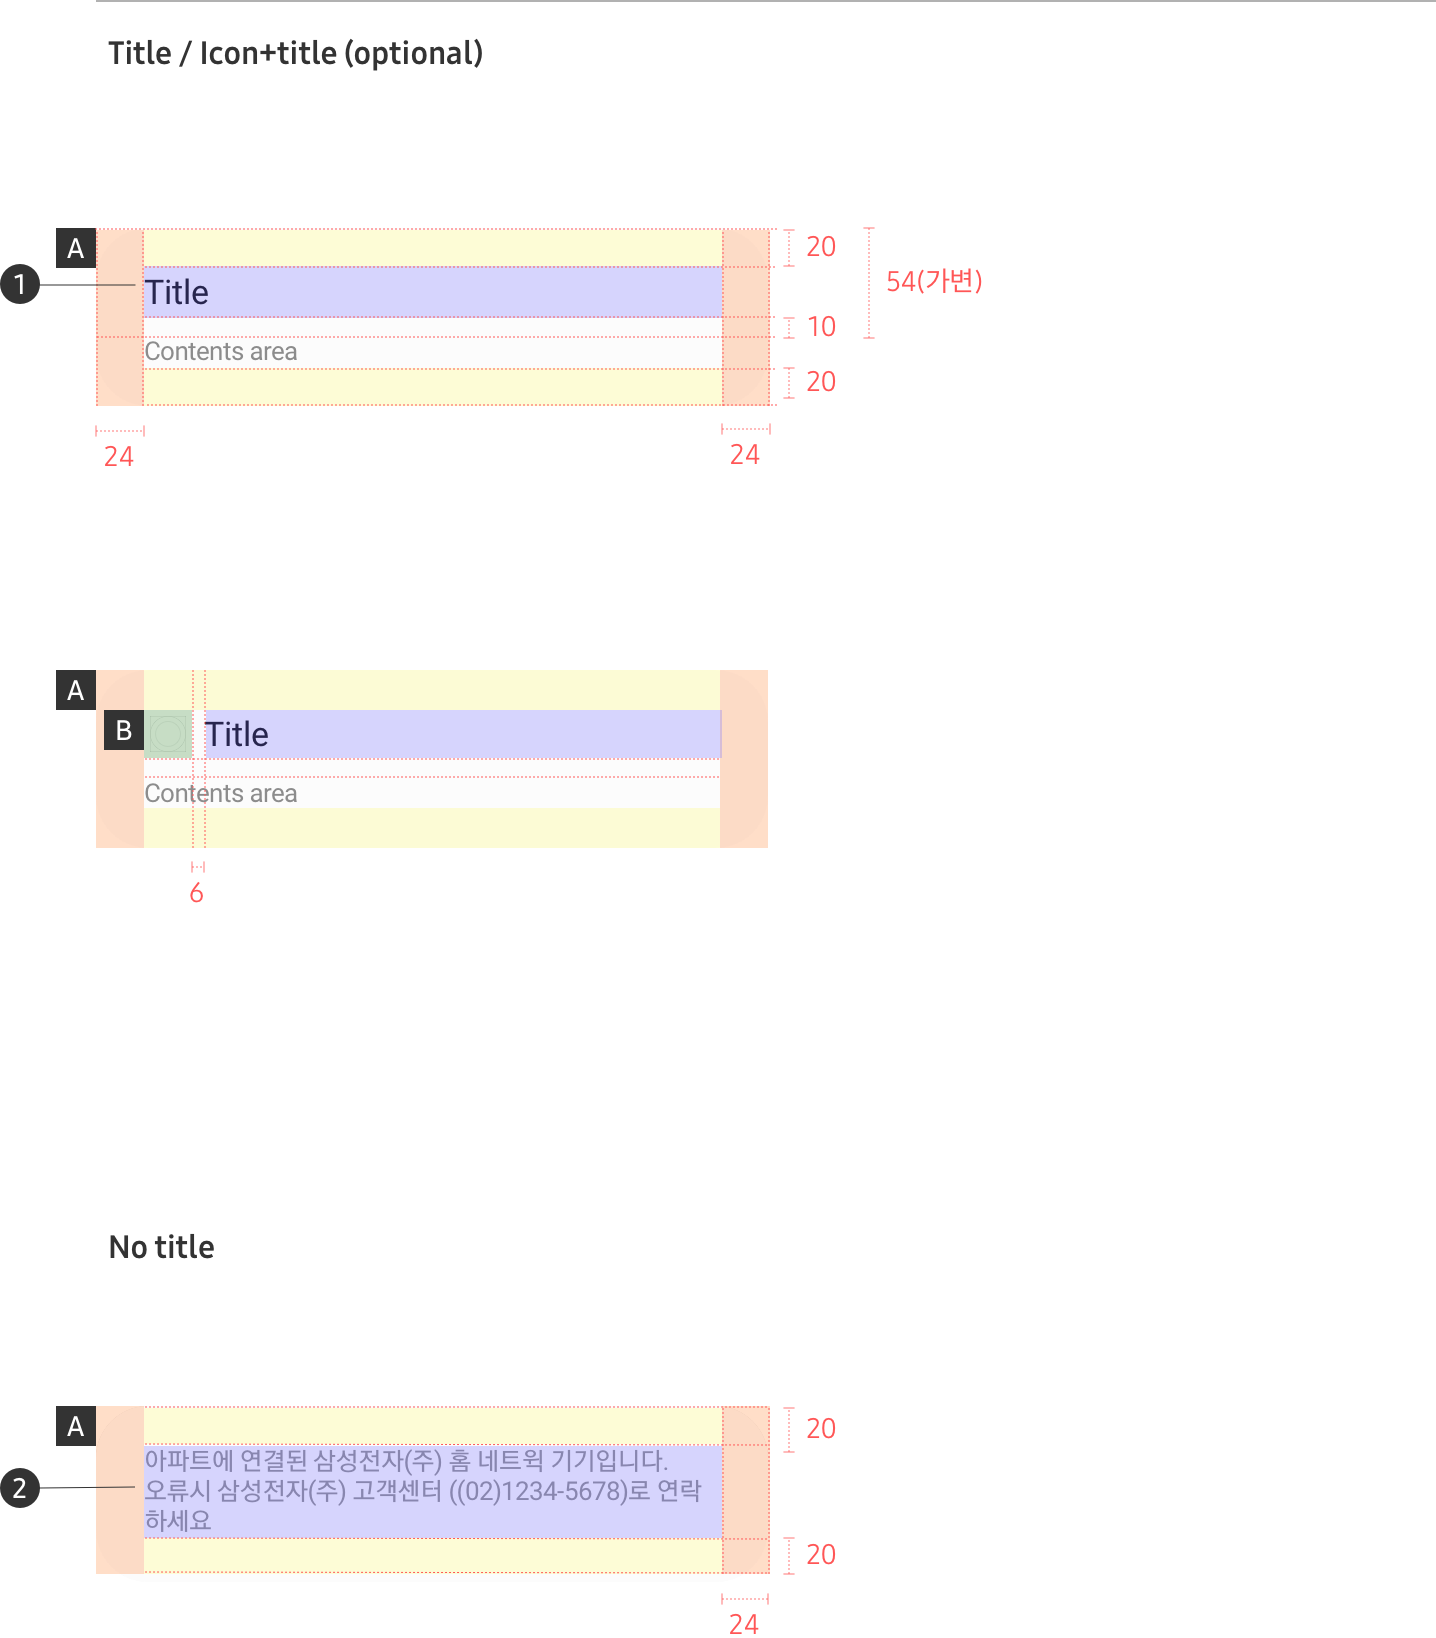 Title / Icon+title (optional)
A
20
1
Title
54(가변)
10
Contents area
20
24
24
A
B
Title
Contents area
6
No title
A
20
아파트에 연결된 삼성전자(주) 홈 네트웍 기기입니다.
2
오류시 삼성전자(주) 고객센터 ((02)1234-5678)로 연락
하세요
20
24